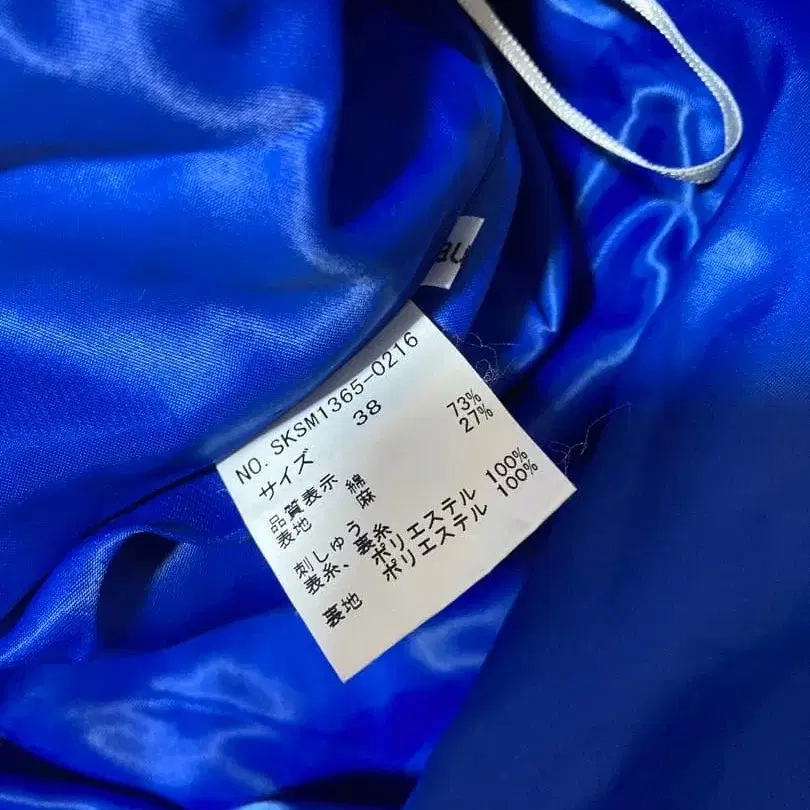 NO. SKSM1365-0216
サイズ 38
品質表示
表地 綿 73%
麻 27%
刺しゅう
表糸、裏糸 ポリエステル 100%
裏地 ポリエステル 100%